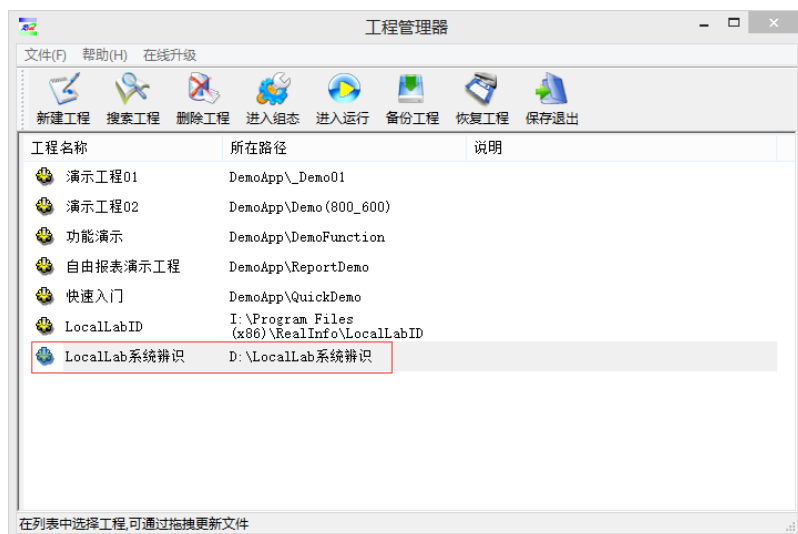 工程管理器
文件(F) 帮助(H) 在线升级
新建工程 搜索工程 删除工程 进入组态 进入运行 备份工程 恢复工程 保存退出
工程名称 所在路径 说明
演示工程01 DemoApp\_Demo01
演示工程02 DemoApp\Demo(800_600)
功能演示 DemoApp\DemoFunction
自由报表演示工程 DemoApp\ReportDemo
快速入门 DemoApp\QuickDemo
LocalLabID I:\Program Files
(x86)\RealInfo\LocalLabID
LocalLab系统辨识 D:\LocalLab系统辨识
在列表中选择工程,可通过拖拽更新文件